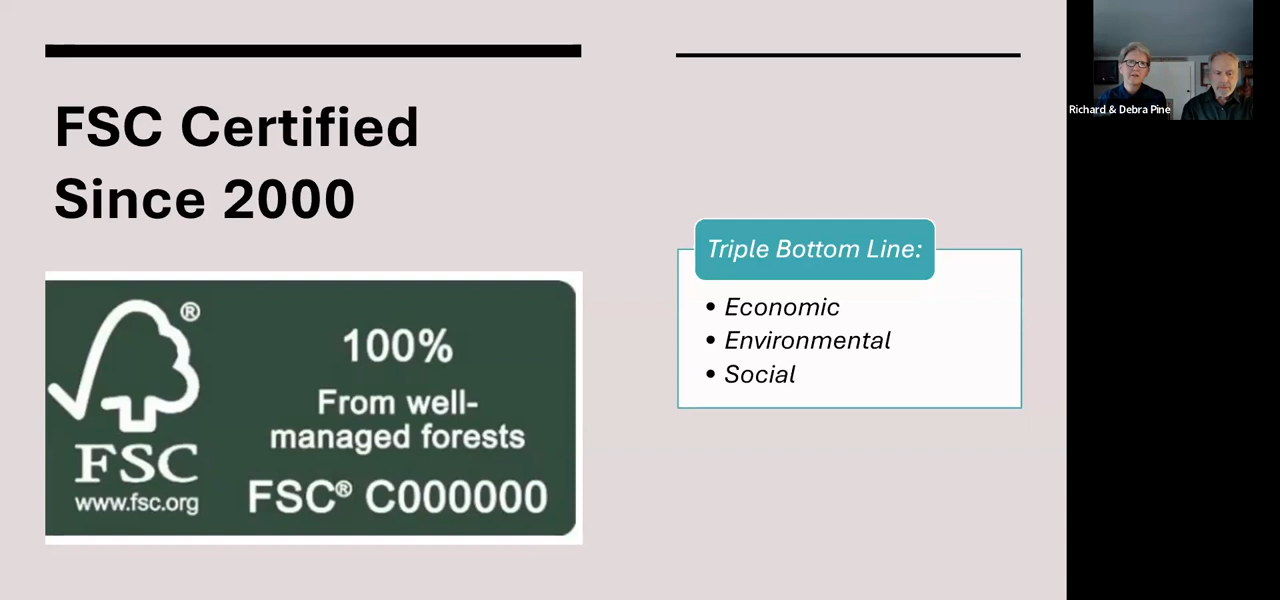 FSC Certified
Since 2000
®
100%
From well-
managed forests
FSC
www.fsc.org
FSC® C000000
Triple Bottom Line:
• Economic
• Environmental
• Social
Richard & Debra Pine